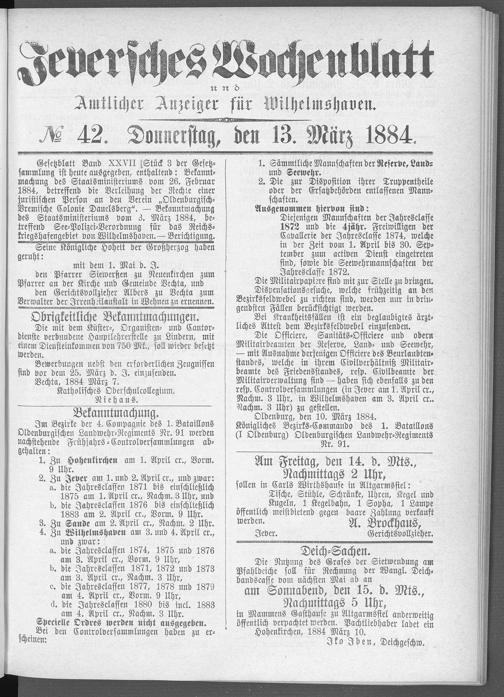 Jeversches Wochenblatt
und
Amtlicher Anzeiger für Wilhelmshaven.
№ 42. Donnerstag, den 13. März 1884.
Gesetzblatt Band XXVII [Stück 3 der Gesetz-
sammlung ist heute ausgegeben, enthaltend: Bekannt-
machung des Staatsministeriums vom 26. Februar
1884, betreffend die Verleihung der Rechte einer
juristischen Person an den Verein „Oldenburgisch-
Bremische Colonie Dauelsberg“. — Bekanntmachung
des Staatsministeriums vom 3. März 1884, be-
treffend See-Polizei-Verordnung für das Reichs-
kriegshafengebiet von Wilhelmshaven.— Berichtigung.
Seine Königliche Hoheit der Großherzog haben
geruht:
mit dem 1. Mai d. J.
den Pfarrer Sieverßen zu Neuenkirchen zum
Pfarrer an der Kirche und Gemeinde Vechta, und
den Gerichtsvollzieher Albers zu Vechta zum
Verwalter der Irrenheilanstalt in Wehnen zu ernennen.
Obrigkeitliche Bekanntmachungen.
Die mit dem Küster-, Organisten- und Cantor-
dienste verbundene Hauptlehrerstelle zu Lindern, mit
einem Diensteinkommen von 750 Mk., soll wieder besetzt
werden.
Bewerbungen nebst den erforderlichen Zeugnissen
sind vor dem 25. März d. J. einzusenden.
Vechta, 1884 März 7.
Katholisches Oberschulcollegium.
Niehaus.
Bekanntmachung.
Im Bezirke der 4. Compagnie des 1. Bataillons
Oldenburgischen Landwehr-Regiments Nr. 91 werden
nachstehende Frühjahrs-Controlversammlungen ab-
gehalten:
1. Zu Hohenkirchen am 1. April cr., Vorm.
9 Uhr.
2. Zu Jever am 1. und 2. April cr., und zwar:
a. die Jahresclassen 1871 bis einschließlich
1875 am 1. April cr., Nachm. 3 Uhr, und
b. die Jahresclassen 1876 bis einschließlich
1883 am 2. April cr., Vorm. 9 Uhr.
3. Zu Sande am 2. April cr., Nachm. 2 Uhr.
4. Zu Wilhelmshaven am 3. und 4. April cr.,
und zwar:
a. die Jahresclassen 1874, 1875 und 1876
am 3. April cr., Vorm. 9 Uhr,
b. die Jahresclassen 1871, 1872 und 1873
am 3. April cr., Nachm. 3 Uhr,
c. die Jahresclassen 1877, 1878 und 1879
am 4. April cr., Vorm. 9 Uhr.
d. die Jahresclassen 1880 bis incl. 1883
am 4. April cr., Nachm. 3 Uhr.
Specielle Ordres werden nicht ausgegeben.
Bei den Controlversammlungen haben zu er-
scheinen:
1. Sämmtliche Mannschaften der Reserve, Land-
und Seewehr.
2. Die zur Disposition ihrer Truppentheile
oder der Ersatzbehörden entlassenen Mann-
schaften.
Ausgenommen hiervon sind:
Diejenigen Mannschaften der Jahresclasse
1872 und die 4jähr. Freiwilligen der
Cavallerie der Jahresclasse 1874, welche
in der Zeit vom 1. April bis 30. Sep-
tember zum activen Dienst eingetreten
sind, sowie die Seewehrmannschaften der
Jahresclasse 1872.
Die Militairpapiere sind mit zur Stelle zu bringen.
Dispensationsgesuche, welche frühzeitig an den
Bezirksfeldwebel zu richten sind, werden nur in drin-
genden Fällen berücksichtigt werden.
Bei Krankheitsfällen ist ein beglaubigtes ärzt-
liches Attest dem Bezirksfeldwebel einzusenden.
Die Officiere, Sanitäts-Officiere und obern
Militairbeamten der Reserve, Land- und Seewehr,
— mit Ausnahme derjenigen Officiere des Beurlaubten-
standes, welche in ihrem Civilverhältniß Militair-
beamte des Friedensstandes, resp. Civilbeamte der
Militairverwaltung sind — haben sich ebenfalls zu den
resp. Controlversammlungen (in Jever am 1. April cr.,
Nachm. 3 Uhr, in Wilhelmshaven am 3. April cr.,
Nachm. 3 Uhr) zu gestellen.
Oldenburg, den 10. März 1884.
Königliches Bezirks-Commando des 1. Bataillons
(I Oldenburg) Oldenburgischen Landwehr-Regiments
Nr. 91.
Am Freitag, den 14. d. Mts.,
Nachmittags 2 Uhr,
sollen in Carls Wirthshause in Altgarmssiel:
Tische, Stühle, Schränke, Uhren, Kegel und
Kugeln, 1 Kegelbahn, 1 Sopha, 1 Lampe
öffentlich meistbietend gegen baare Zahlung verkauft
werden.
A. Brockhaus,
Jever. Gerichtsvollzieher.
Deich-Sachen.
Die Nutzung des Grases der Sietwendung am
Pfahldeiche soll für Rechnung der Wangl. Deich-
bandscasse vom nächsten Mai ab an
am Sonnabend, den 15. d. Mts.,
Nachmittags 5 Uhr,
in Mammens Gasthause zu Altgarmssiel anderweitig
öffentlich verpachtet werden. Pachtliebhaber ladet ein
Hohenkirchen, 1884 März 10.
Iko Iben, Deichgeschw.